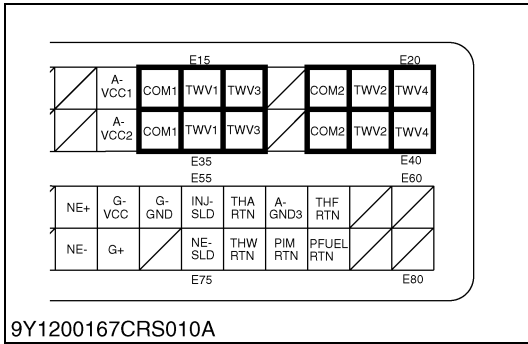 E15 E20
A-VCC1 COM1 TWV1 TWV3 COM2 TWV2 TWV4
A-VCC2 COM1 TWV1 TWV3 COM2 TWV2 TWV4
E35 E40
E55 E60
NE+ G-VCC G-GND INJ-SLD THA RTN A-GND3 THF RTN
NE- G+ NE-SLD THW RTN PIM RTN PFUEL RTN
E75 E80
9Y1200167CRS010A